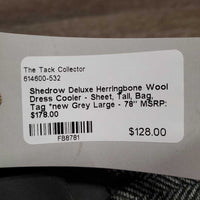 The Tack Collector
614600-532
Shedrow Deluxe Herringbone Wool
Dress Cooler - Sheet, Tail, Bag,
Tag *new Grey Large - 78" MSRP:
$178.00
F88781
$128.00